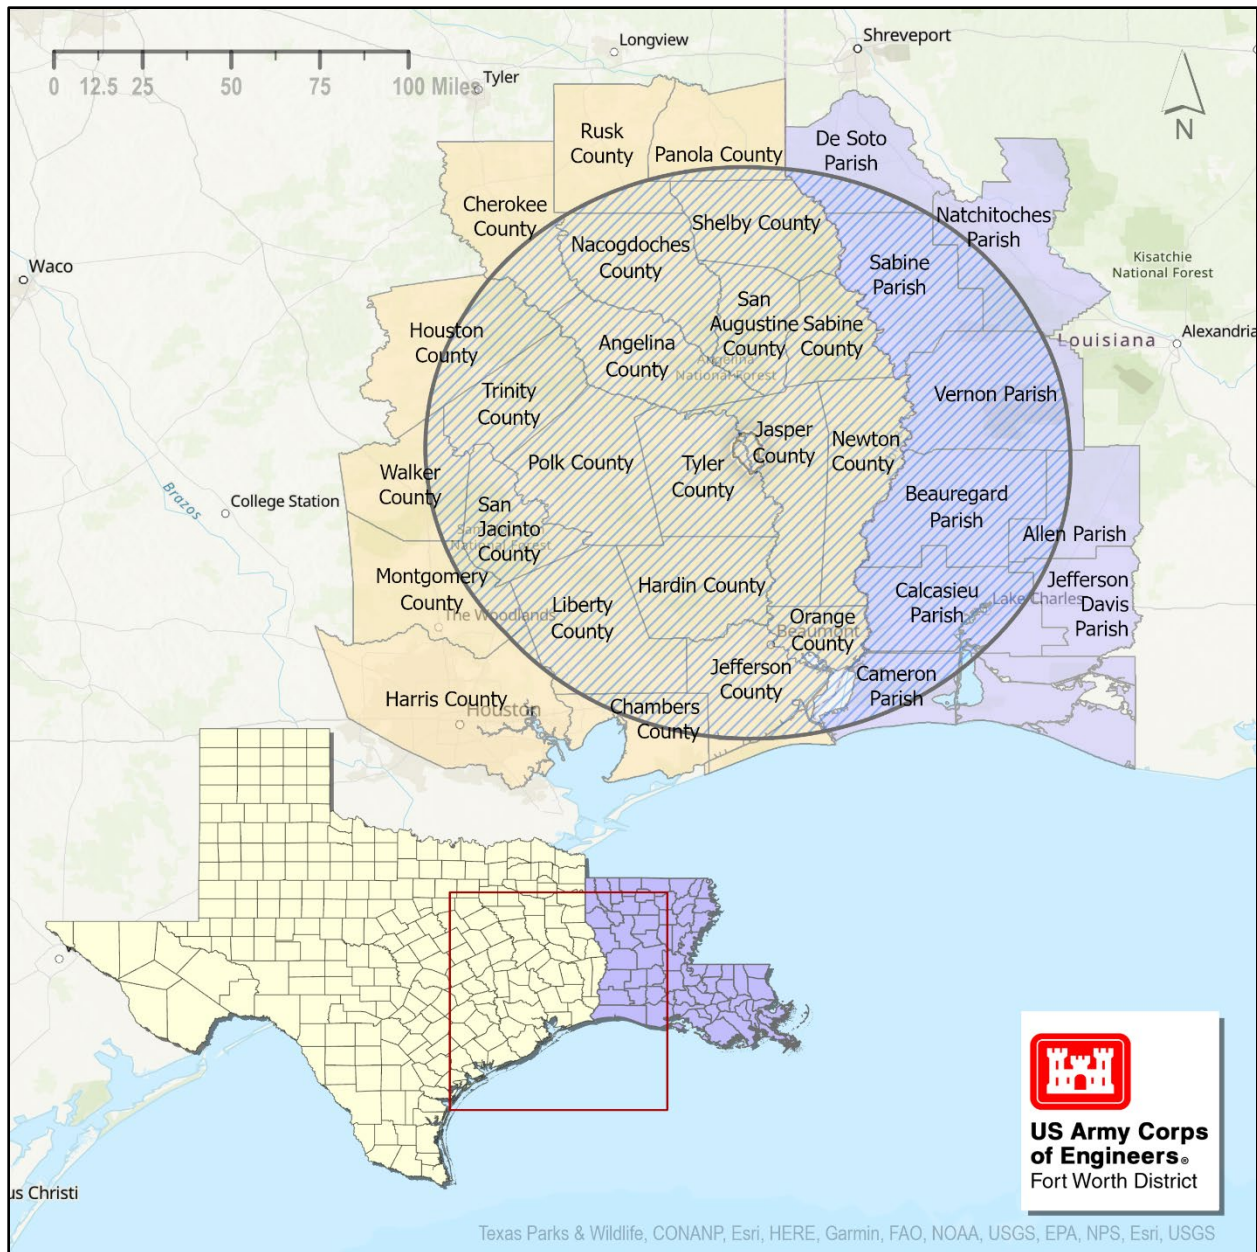 Longview
Shreveport
0 12.5 25 50 75 100 Miles
Tyler
N
Rusk
County
Panola County
De Soto
Parish
Cherokee
County
Shelby County
Natchitoches
Parish
Nacogdoches
County
Sabine
Parish
Kisatchie
National Forest
Waco
San
Augustine
County
Sabine
County
Houston
County
Angelina
County
Angelina
National Forest
Louisiana
Alexandria
Trinity
County
Vernon Parish
Jasper
County
Newton
County
Polk County
Tyler
County
Walker
County
Brazos
College Station
San
Jacinto
County
Sam
National Forest
Beauregard
Parish
Allen Parish
Montgomery
County
The Woodlands
Liberty
County
Hardin County
Calcasieu
Parish
Lake Charles
Jefferson
Davis
Parish
Orange
County
Beaumont
Jefferson
County
Cameron
Parish
Harris County
Houston
Chambers
County
us Christi
US Army Corps
of Engineers®
Fort Worth District
Texas Parks & Wildlife, CONANP, Esri, HERE, Garmin, FAO, NOAA, USGS, EPA, NPS, Esri, USGS